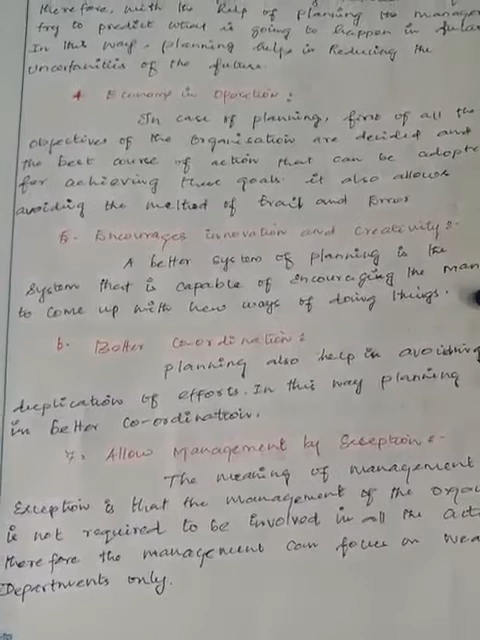 therefore, with the help of planning the manager
try to predict what is going to happen in future
In this way, planning helps in Reducing the
Uncertanities of the future.
4. Economy in Operation:
In case of planning, first of all the
objectives of the Organisation are decided and
the best course of action that can be adopte
for achieving these goals. it also allows
avoiding the method of trail and Error
5. Encourages innovation and Creativity:-
A better system of planning is the
System that is capable of encouraging the man
to come up with new ways of doing things.
6. Better Co-ordination:
planning also help in avoiding
duplication of efforts. In this way planning
in better co-ordination.
7. Allow Management by Exception:-
The meaning of management
Exception is that the management of the Orga
is not required to be involved in all the act
therefore the management can focus on wea
Departments only.